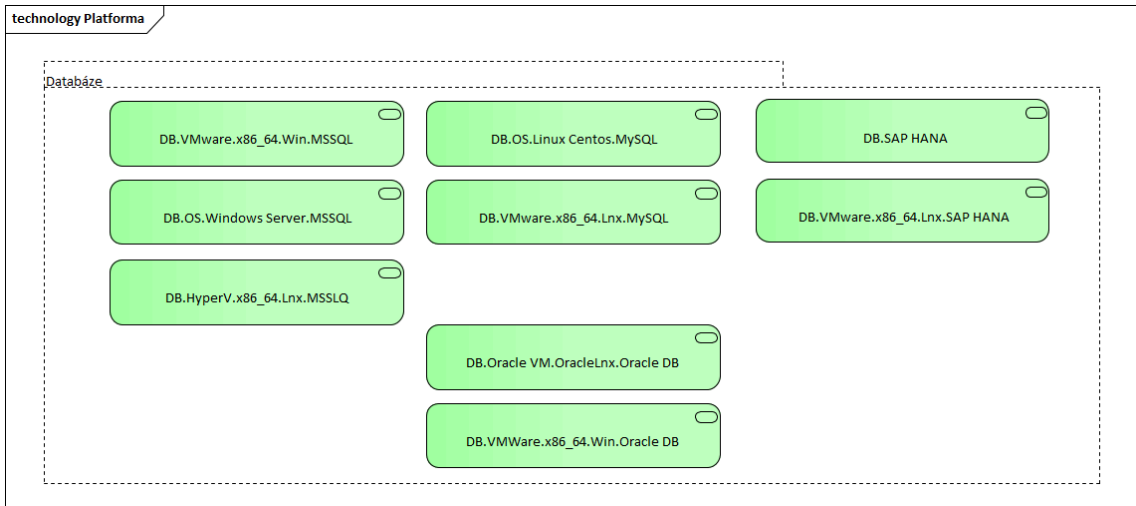 technology Platforma
Databáze
DB.VMware.x86_64.Win.MSSQL
DB.OS.Linux Centos.MySQL
DB.SAP HANA
DB.OS.Windows Server.MSSQL
DB.VMware.x86_64.Lnx.MySQL
DB.VMware.x86_64.Lnx.SAP HANA
DB.HyperV.x86_64.Lnx.MSSLQ
DB.Oracle VM.OracleLnx.Oracle DB
DB.VMWare.x86_64.Win.Oracle DB